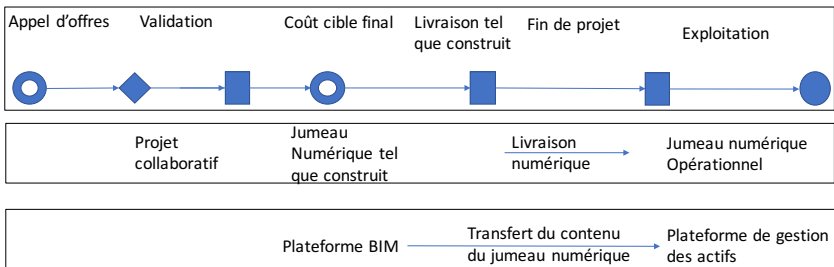 Appel d’offres
Validation
Coût cible final
Livraison tel
que construit
Fin de projet
Exploitation
Projet
collaboratif
Jumeau
Numérique tel
que construit
Livraison
numérique
Jumeau numérique
Opérationnel
Plateforme BIM
Transfert du contenu
du jumeau numérique
Plateforme de gestion
des actifs